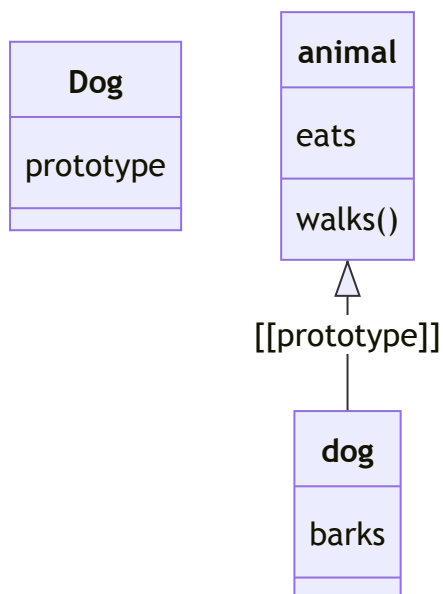 Dog
prototype
animal
eats
walks()
[[prototype]]
dog
barks